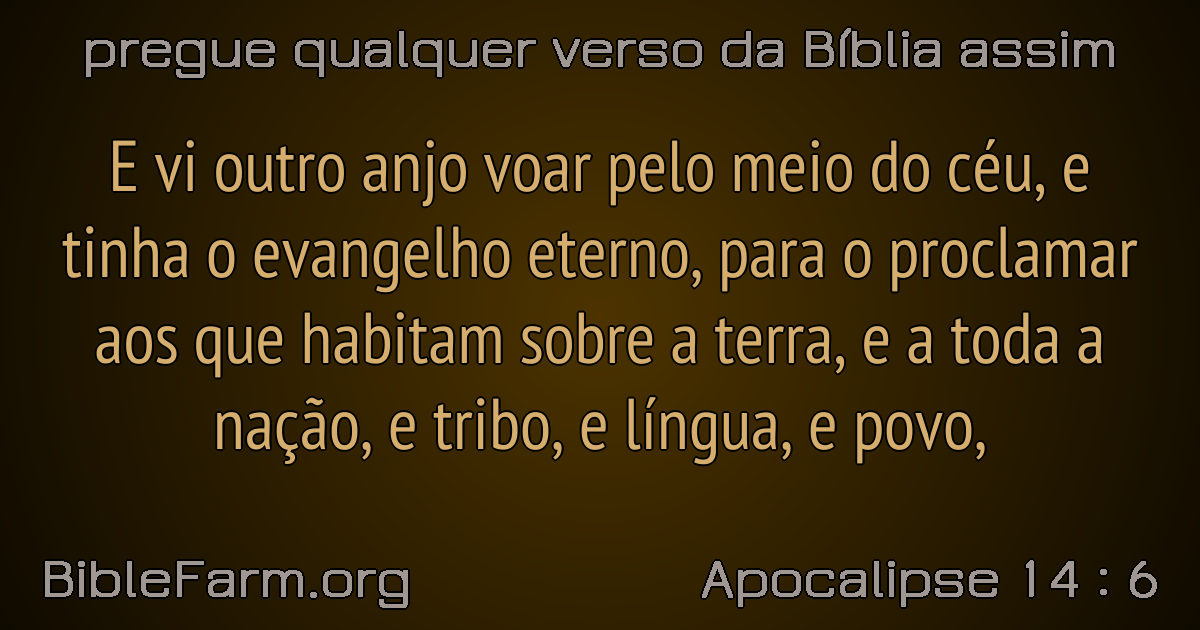 pregue qualquer verso da Bíblia assim
E vi outro anjo voar pelo meio do céu, e
tinha o evangelho eterno, para o proclamar
aos que habitam sobre a terra, e a toda a
nação, e tribo, e língua, e povo,
BibleFarm.org
Apocalipse 14 : 6